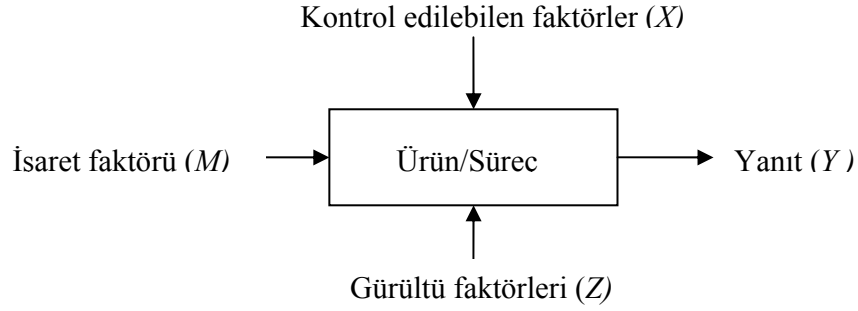 Kontrol edilebilen faktörler (X)
İsaret faktörü (M)
Ürün/Sürec
Yanıt (Y )
Gürültü faktörleri (Z)